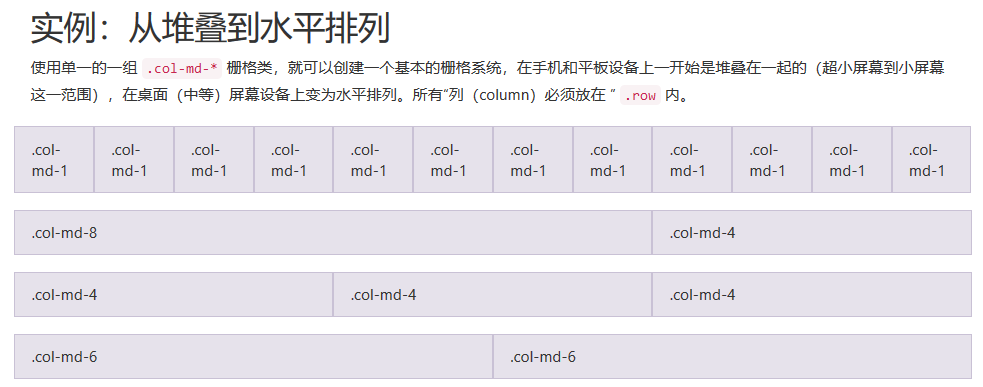 实例：从堆叠到水平排列
使用单一的一组 .col-md-* 栅格类，就可以创建一个基本的栅格系统，在手机和平板设备上一开始是堆叠在一起的（超小屏幕到小屏幕
这一范围），在桌面（中等）屏幕设备上变为水平排列。所有“列（column）必须放在 ” .row 内。
.col- .col- .col- .col- .col- .col- .col- .col- .col- .col- .col- .col-
md-1 md-1 md-1 md-1 md-1 md-1 md-1 md-1 md-1 md-1 md-1 md-1
.col-md-8 .col-md-4
.col-md-4 .col-md-4 .col-md-4
.col-md-6 .col-md-6